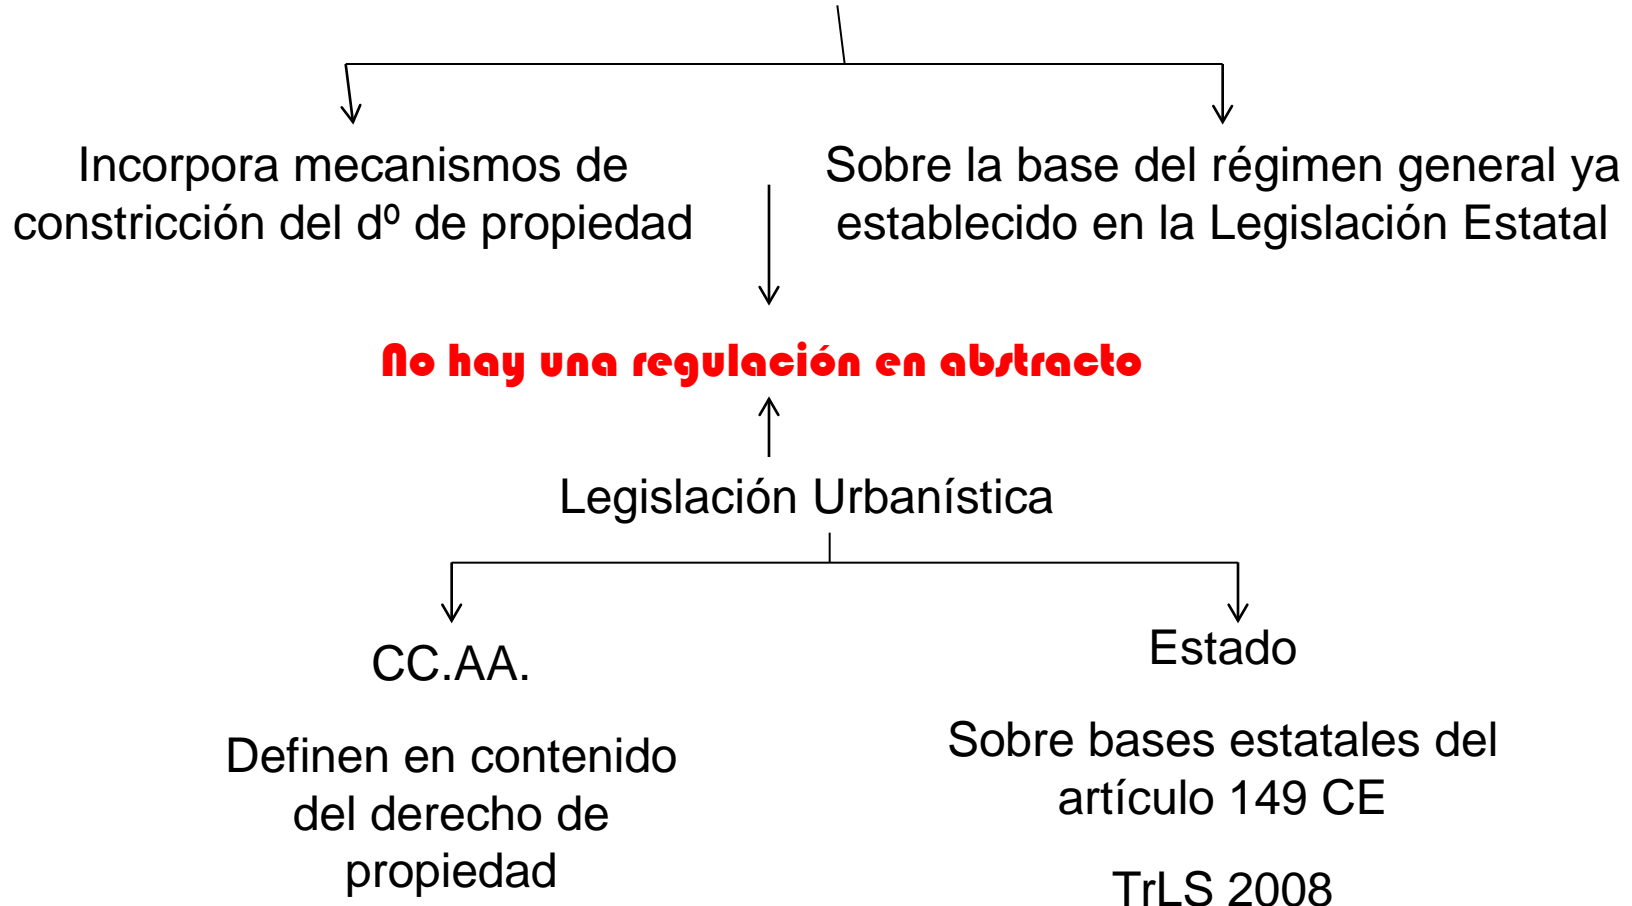 Incorpora mecanismos de
constricción del dº de propiedad
Sobre la base del régimen general ya
establecido en la Legislación Estatal
No hay una regulación en abstracto
Legislación Urbanística
CC.AA.
Definen en contenido
del derecho de
propiedad
Estado
Sobre bases estatales del
artículo 149 CE
TrLS 2008